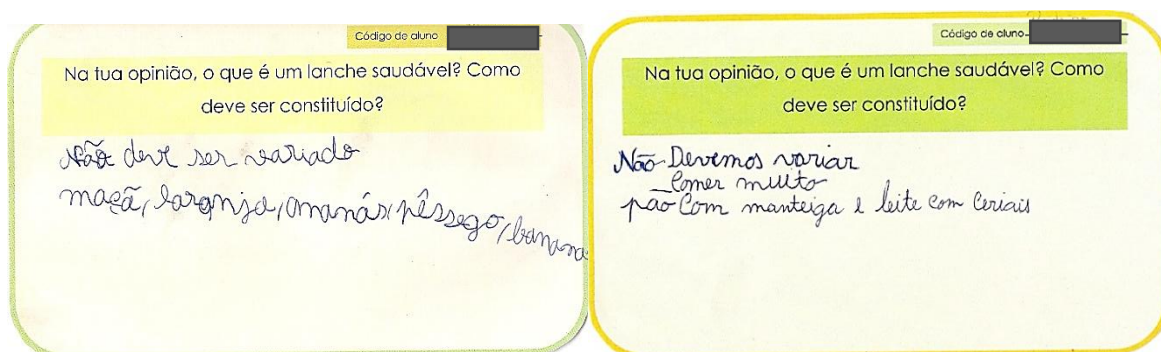 Código de aluno
Na tua opinião, o que é um lanche saudável? Como
deve ser constituído?
Não deve ser variado
maçã, laranja, ananás, pêssego, banana
Código de aluno
Na tua opinião, o que é um lanche saudável? Como
deve ser constituído?
Não Devemos variar
Comer muito
pão Com manteiga e leite com Ceriais